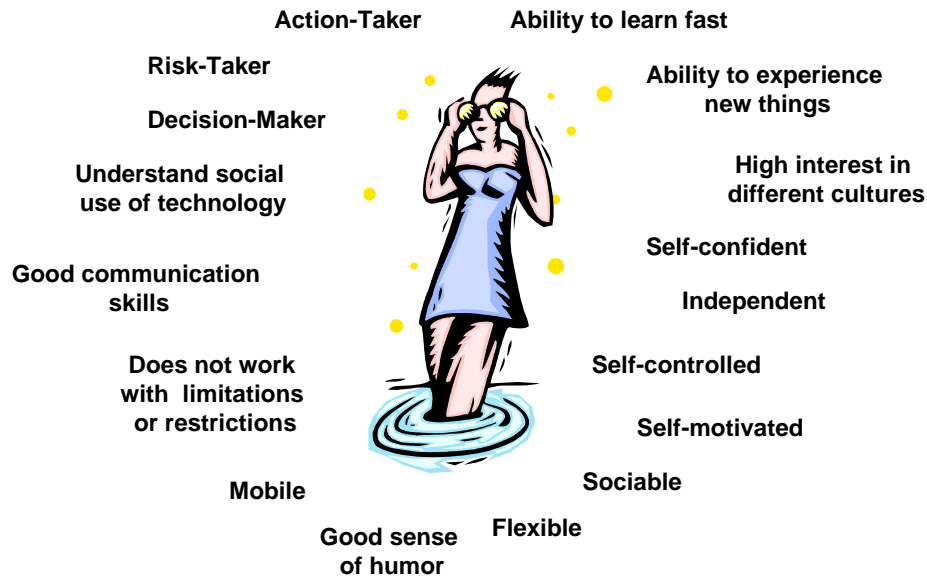 Action-Taker
Ability to learn fast
Risk-Taker
Ability to experience
new things
Decision-Maker
Understand social
use of technology
High interest in
different cultures
Self-confident
Good communication
skills
Independent
Does not work
with limitations
or restrictions
Self-controlled
Self-motivated
Sociable
Mobile
Flexible
Good sense
of humor